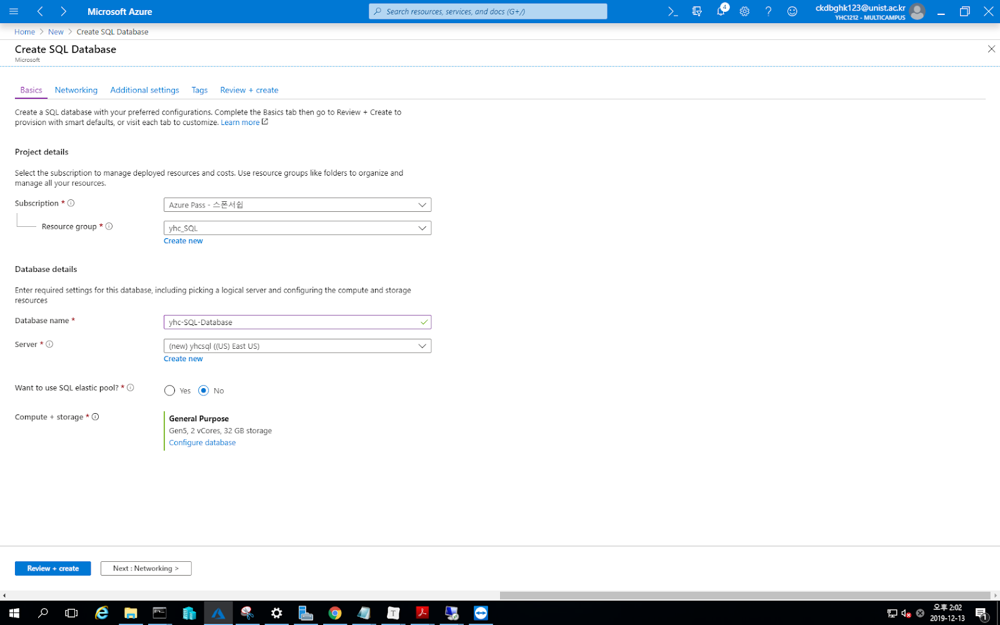 Microsoft Azure
Search resources, services, and docs (G+/)
4
ckdbghk123@unist.ac.kr
YHC1212 - MULTICAMPUS
Home > New > Create SQL Database
Create SQL Database
Microsoft
Basics Networking Additional settings Tags Review + create
Create a SQL database with your preferred configurations. Complete the Basics tab then go to Review + Create to
provision with smart defaults, or visit each tab to customize. Learn more
Project details
Select the subscription to manage deployed resources and costs. Use resource groups like folders to organize and
manage all your resources.
Subscription *
Azure Pass - 스폰서쉽
Resource group *
yhc_SQL
Create new
Database details
Enter required settings for this database, including picking a logical server and configuring the compute and storage
resources
Database name *
yhc-SQL-Database
Server *
(new) yhcsql ((US) East US)
Create new
Want to use SQL elastic pool? *
Yes No
Compute + storage *
General Purpose
Gen5, 2 vCores, 32 GB storage
Configure database
Review + create
Next : Networking >
오후 2:02
2019-12-13
1